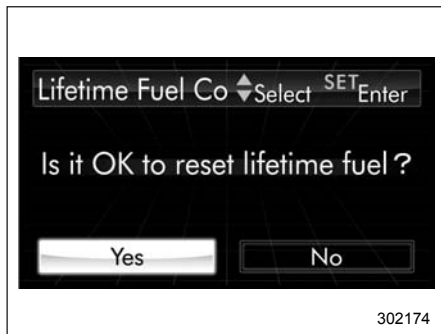 Lifetime Fuel Co Select SET Enter
Is it OK to reset lifetime fuel?
Yes No
302174